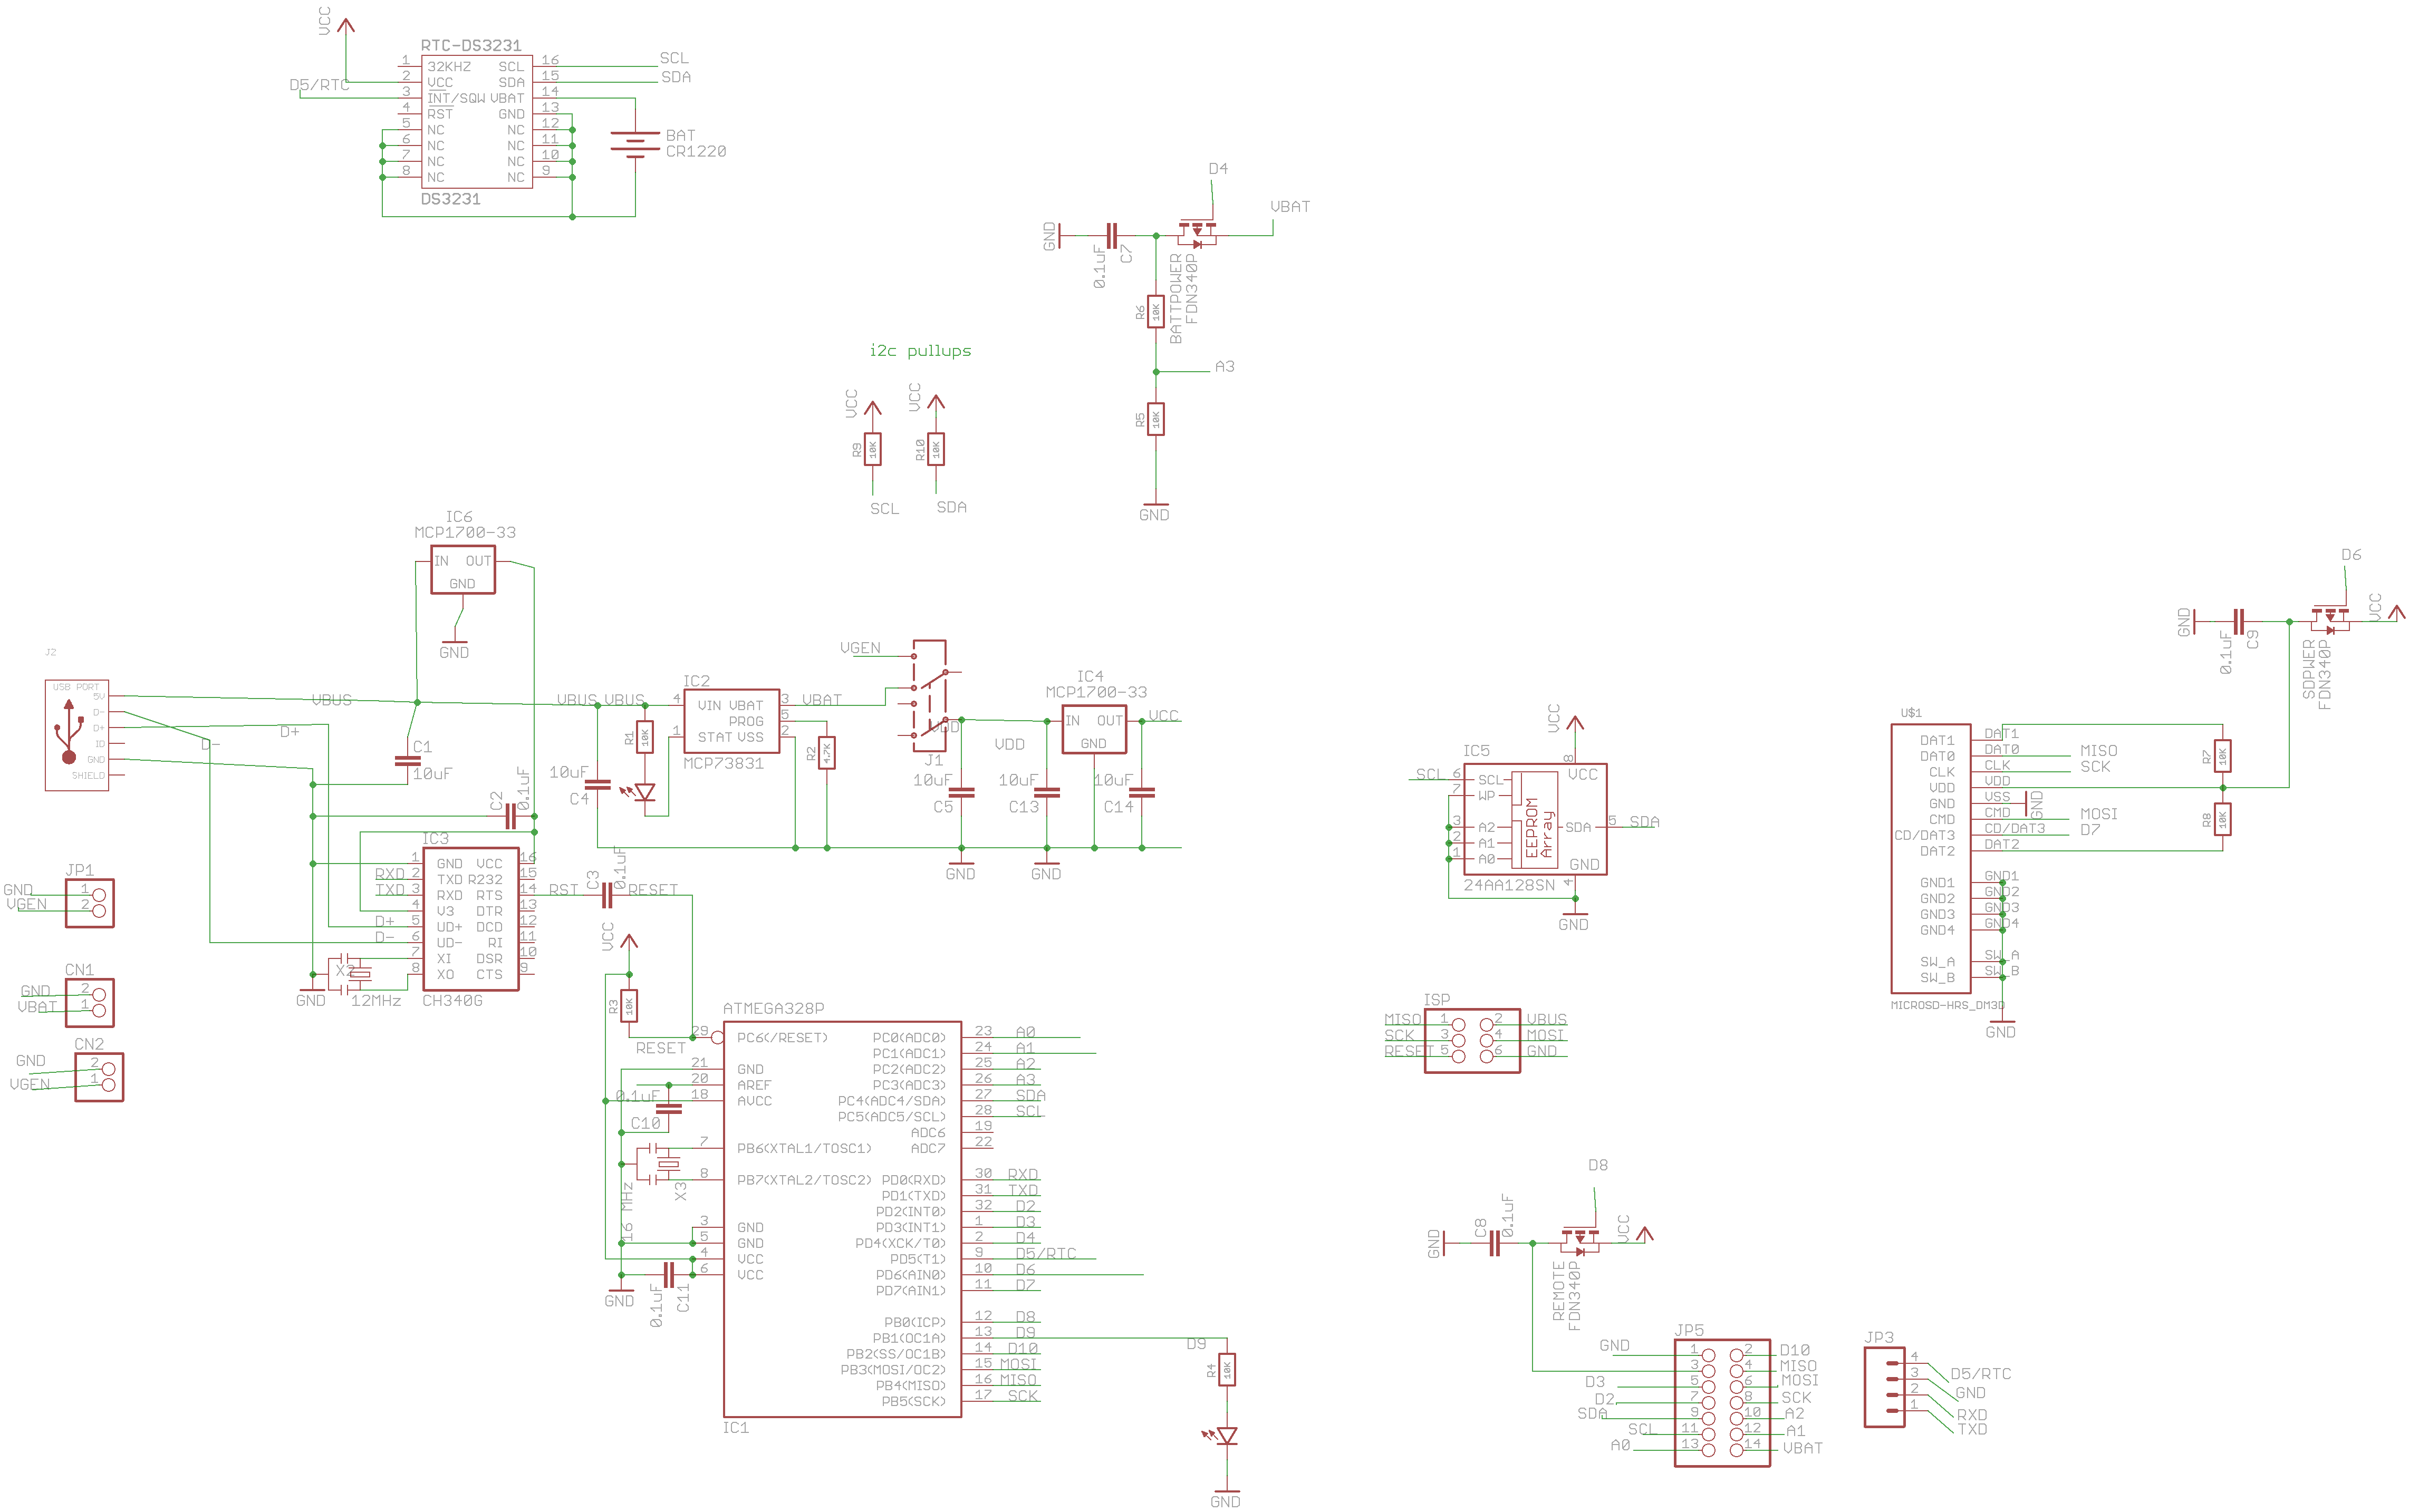 VCC
RTC-DS3231
D5/RTC
1 32KHZ SCL 16 SCL
2 VCC SDA 15 SDA
3 INT/SQW VBAT 14
4 RST GND 13
5 NC NC 12
6 NC NC 11
7 NC NC 10
8 NC NC 9
DS3231
BAT
CR1220
D4
VBAT
GND
0.1uF
C7
BATTPOWER
FDN340P
R6
10K
A3
R5
10K
GND
i2c pullups
VCC
VCC
R9
10K
R10
10K
SCL
SDA
IC6
MCP1700-33
IN OUT
GND
GND
J2
USB PORT
5V
D-
D+
ID
GND
SHIELD
VBUS
D-
D+
C1
10uF
C2
0.1uF
VBUS VBUS
10uF
C4
R1
10K
IC2
4 VIN VBAT 3 VBAT
PROG 5
1 STAT VSS 2
MCP73831
R2
4.7K
VGEN
J1
VDD
VDD
10uF
C5
10uF
C13
IC4
MCP1700-33
IN OUT
GND
VCC
10uF
C14
GND
GND
IC3
1 GND VCC 16
RXD 2 TXD R232 15
TXD 3 RXD RTS 14 RST
4 V3 DTR 13
D+ 5 UD+ DCD 12
D- 6 UD- RI 11
7 XI DSR 10
8 XO CTS 9
CH340G
X2
12MHz
GND
C3
0.1uF
RESET
JP1
GND 1
VGEN 2
CN1
GND 2
VBAT 1
CN2
GND 2
VGEN 1
VCC
R3
10K
RESET
ATMEGA328P
29 PC6(/RESET) PC0(ADC0) 23 A0
PC1(ADC1) 24 A1
21 GND PC2(ADC2) 25 A2
20 AREF PC3(ADC3) 26 A3
18 AVCC PC4(ADC4/SDA) 27 SDA
PC5(ADC5/SCL) 28 SCL
ADC6 19
7 PB6(XTAL1/TOSC1) ADC7 22
8 PB7(XTAL2/TOSC2) PD0(RXD) 30 RXD
PD1(TXD) 31 TXD
PD2(INT0) 32 D2
3 GND PD3(INT1) 1 D3
5 GND PD4(XCK/T0) 2 D4
4 VCC PD5(T1) 9 D5/RTC
6 VCC PD6(AIN0) 10 D6
PD7(AIN1) 11 D7
PB0(ICP) 12 D8
PB1(OC1A) 13 D9
PB2(SS/OC1B) 14 D10
PB3(MOSI/OC2) 15 MOSI
PB4(MISO) 16 MISO
PB5(SCK) 17 SCK
IC1
0.1uF
C10
X3
MHz
GND
0.1uF
C11
D9
R4
10K
GND
VCC
IC5
8
VCC
SCL 6 SCL
7 WP
3 A2
2 A1
1 A0
EEPROM
Array
SDA 5 SDA
GND
24AA128SN 4
GND
ISP
MISO 1 2 VBUS
SCK 3 4 MOSI
RESET 5 6 GND
D8
GND
C8
0.1uF
VCC
REMOTE
FDN340P
JP5
GND 1 2 D10
3 4 MISO
D3 5 6 MOSI
D2 7 8 SCK
SDA 9 10 A2
SCL 11 12 A1
A0 13 14 VBAT
JP3
4 D5/RTC
3 GND
2 RXD
1 TXD
D6
GND
0.1uF
C9
VCC
SDPOWER
FDN340P
U$1
DAT1 DAT1
DAT0 DAT0 MISO
CLK CLK SCK
VDD VDD
GND VSS GND
CMD CMD MOSI
CD/DAT3 CD/DAT3 D7
DAT2 DAT2
GND1 GND1
GND2 GND2
GND3 GND3
GND4 GND4
SW_A SW_A
SW_B SW_B
MICROSD-HRS_DM3D
GND
R7
10K
R8
10K